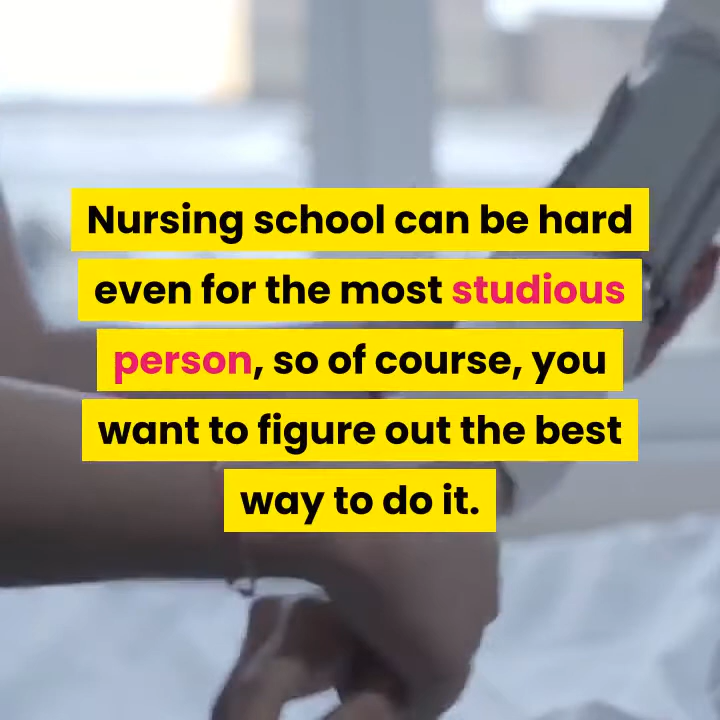 Nursing school can be hard
even for the most studious
person, so of course, you
want to figure out the best
way to do it.